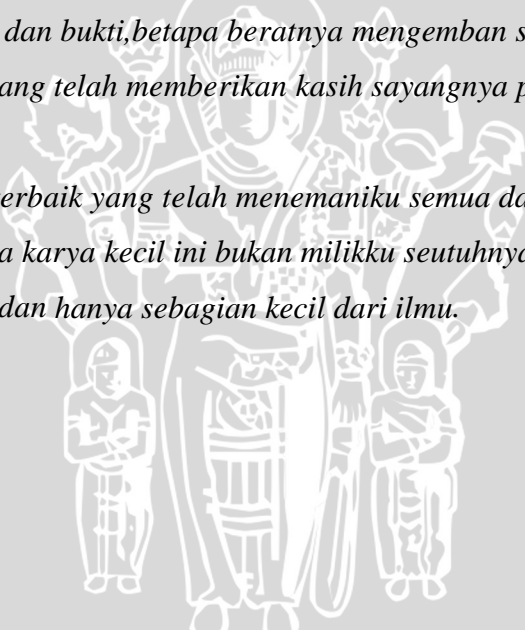 dan bukti,betapa beratnya mengemban s
ang telah memberikan kasih sayangnya p
erbaik yang telah menemaniku semua da
a karya kecil ini bukan milikku seutuhnya
dan hanya sebagian kecil dari ilmu.